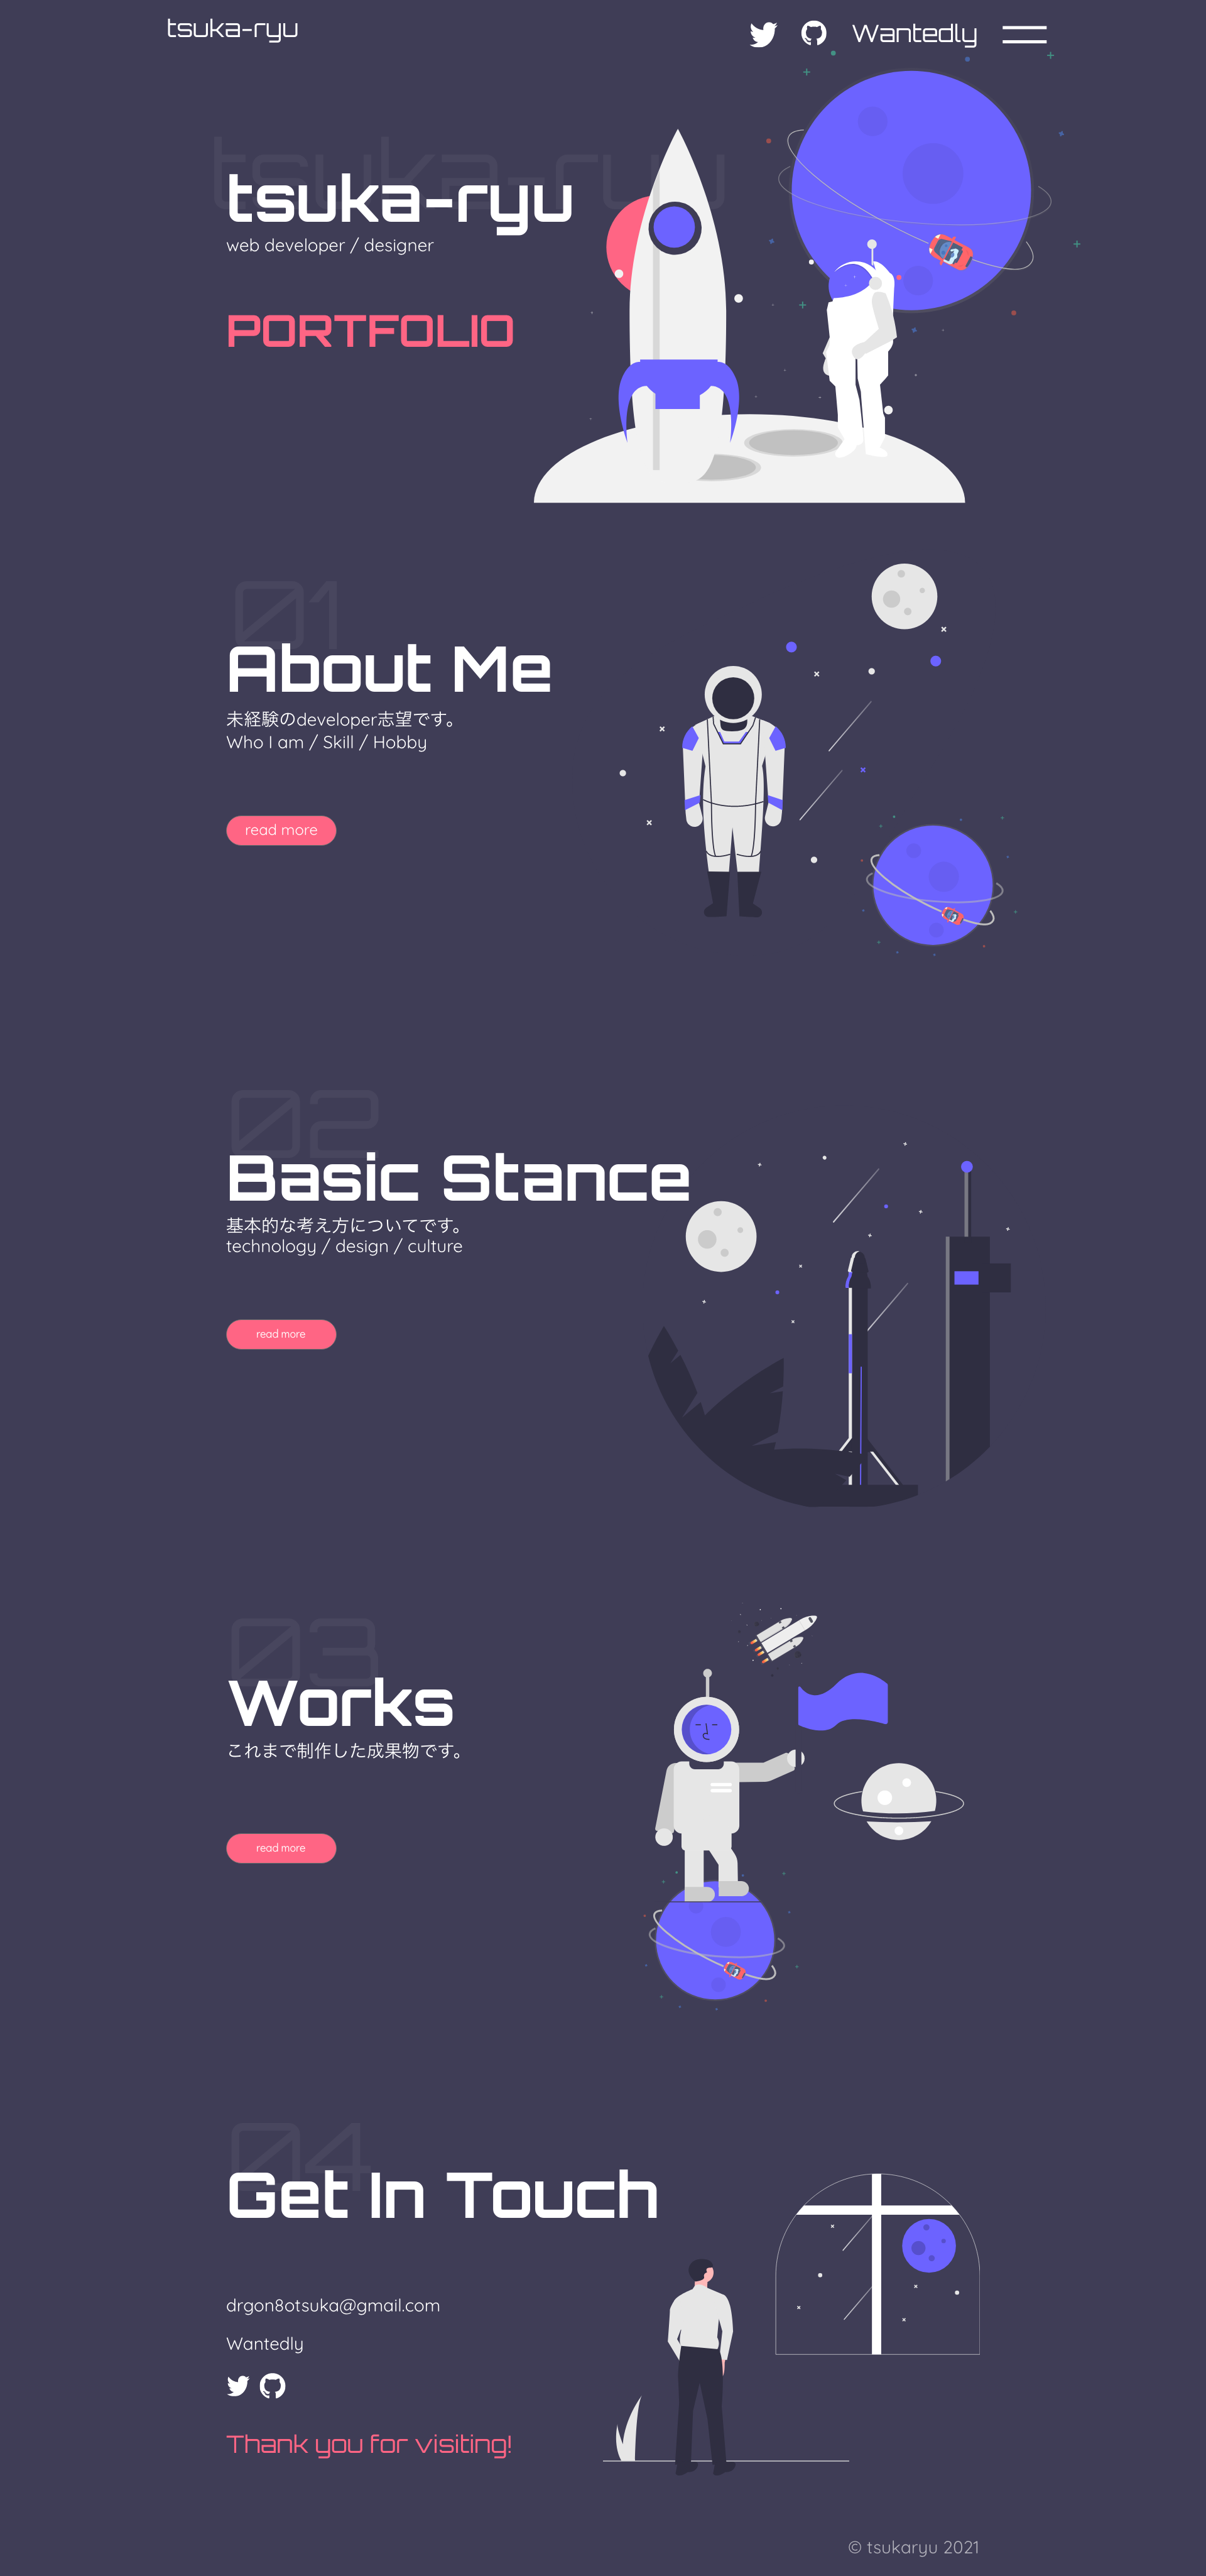 tsuka-ryu
Wantedly
tsuka-ryu
tsuka-ryu
web developer / designer
PORTFOLIO
01
About Me
未経験のdeveloper志望です。
Who I am / Skill / Hobby
read more
02
Basic Stance
基本的な考え方についてです。
technology / design / culture
read more
03
Works
これまで制作した成果物です。
read more
04
Get In Touch
drgon8otsuka@gmail.com
Wantedly
Thank you for visiting!
© tsukaryu 2021